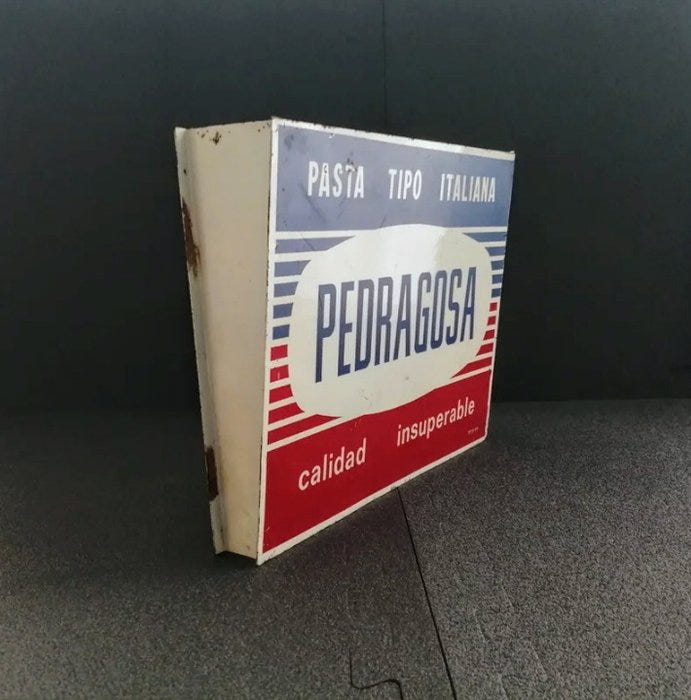 PASTA TIPO ITALIANA
PEDRAGOSA
calidad insuperable